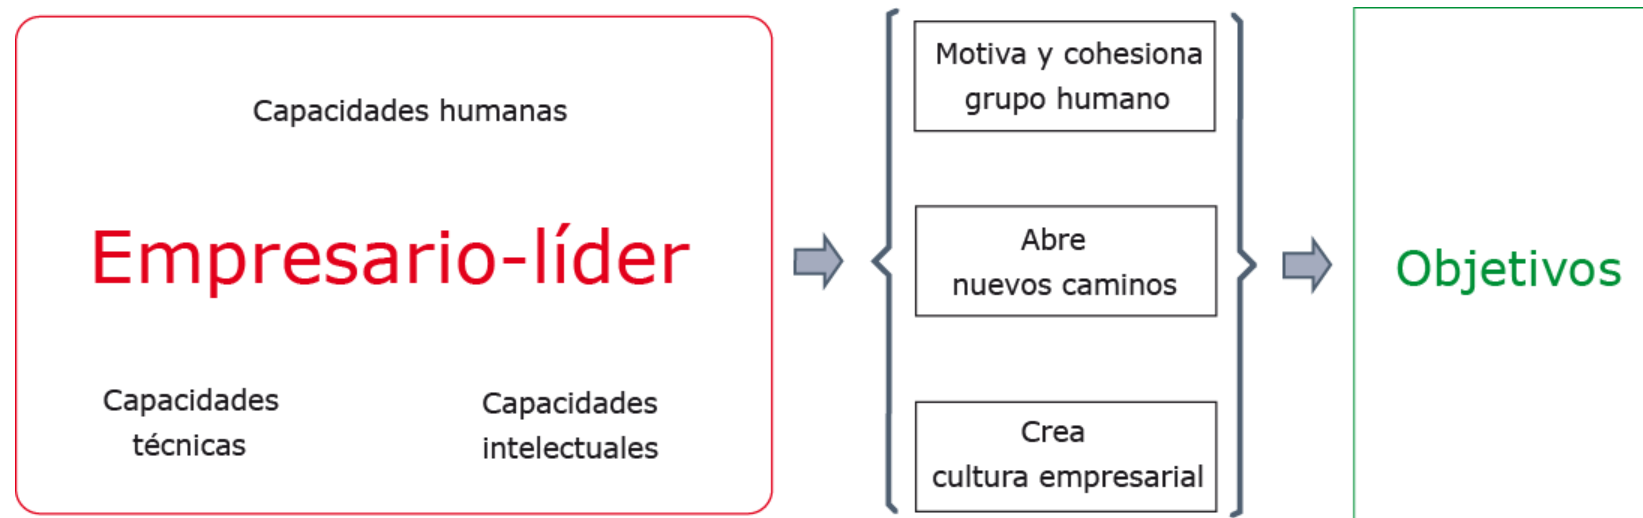 Capacidades humanas
Empresario-líder
Capacidades
técnicas
Capacidades
intelectuales
Motiva y cohesiona
grupo humano
Abre
nuevos caminos
Crea
cultura empresarial
Objetivos